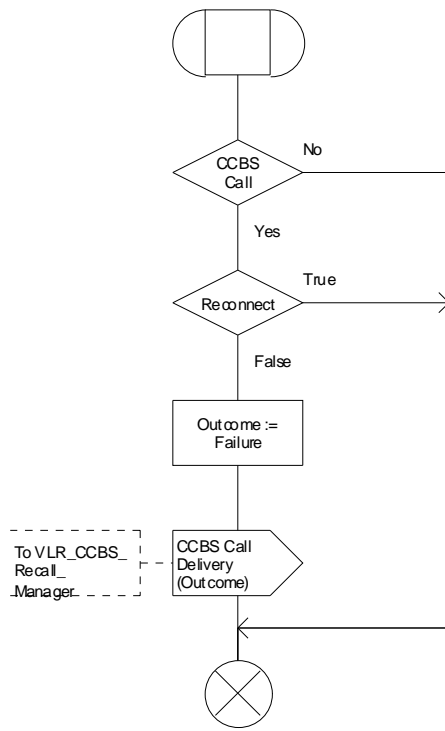 No
CCBS
Call
Yes
True
Reconnect
False
Outcome :=
Failure
To VLR_CCBS_
Recall_
Manager
CCBS Call
Delivery
(Outcome)